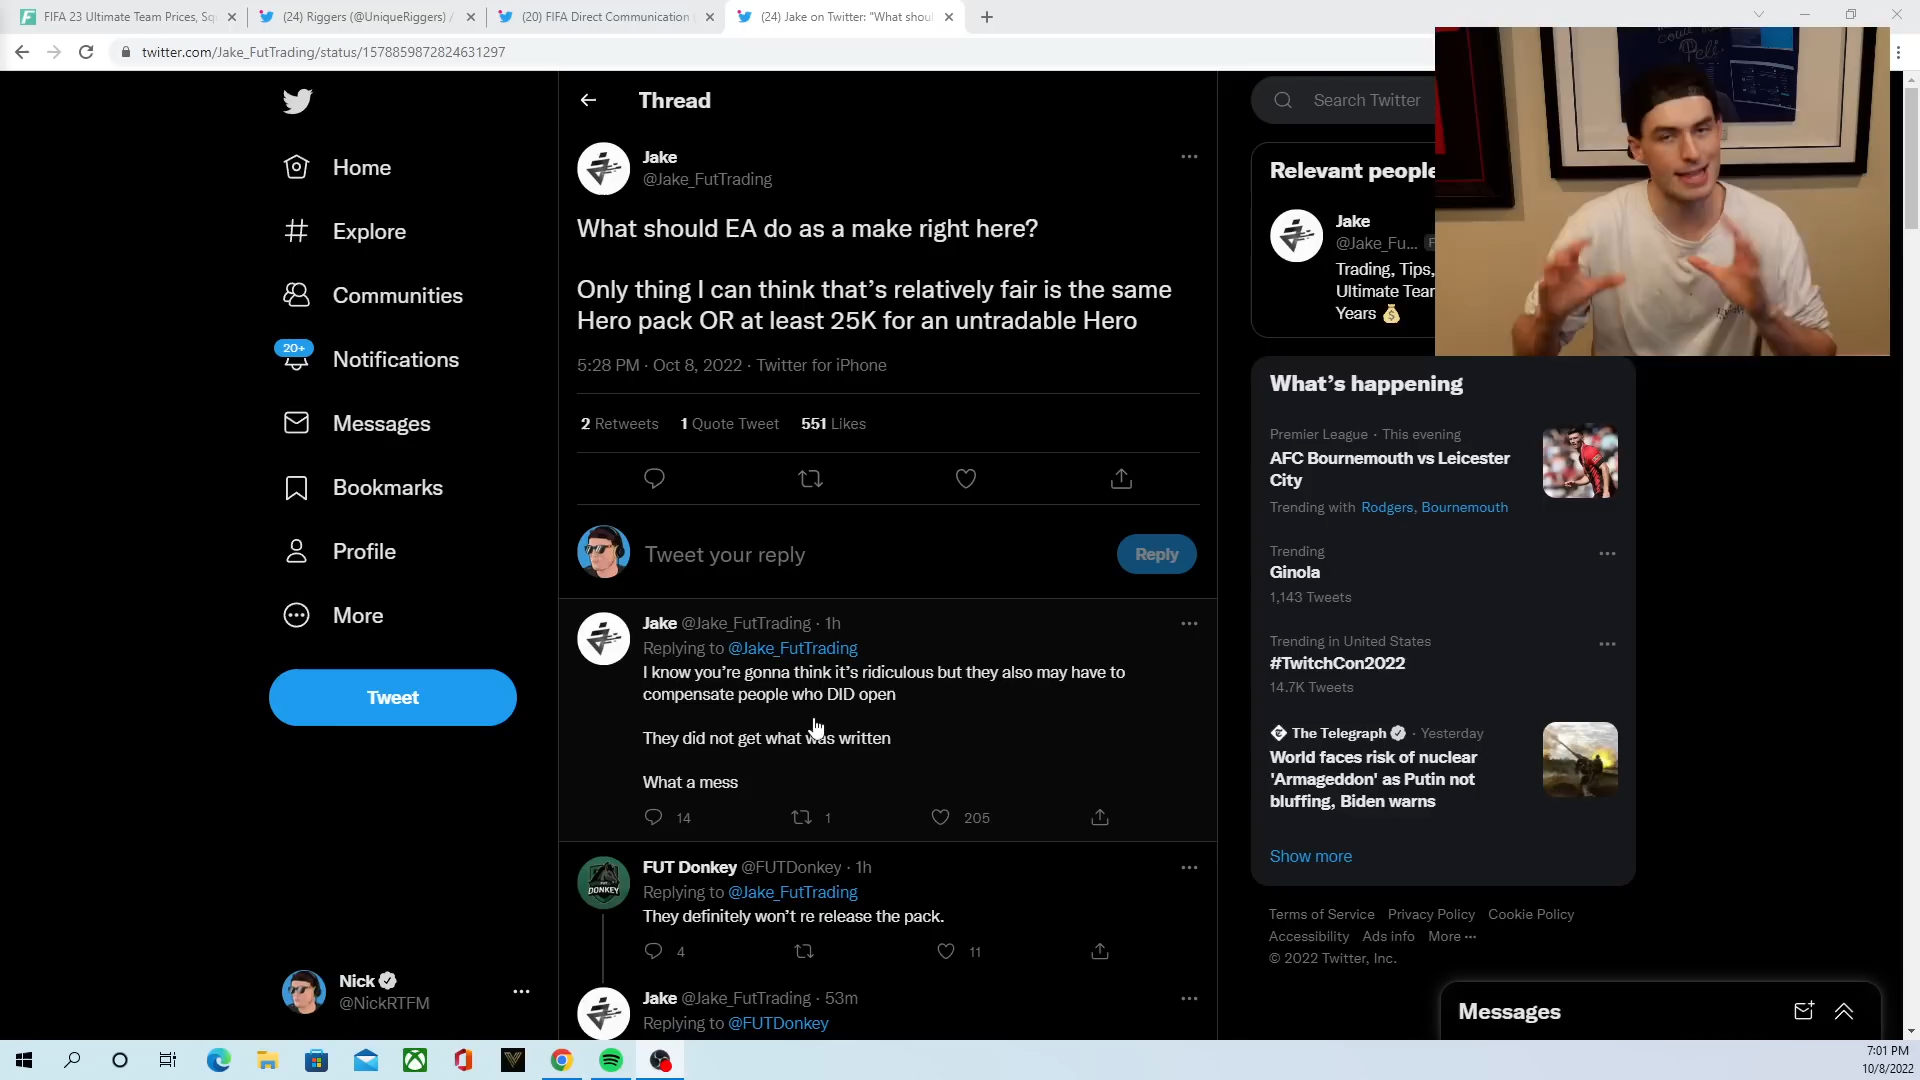 FIFA 23 Ultimate Team Prices, Sq
(24) Riggers (@UniqueRiggers) /
(20) FIFA Direct Communication
(24) Jake on Twitter: "What shoul
twitter.com/Jake_FutTrading/status/1578859872824631297
Home
Explore
Communities
20+
Notifications
Messages
Bookmarks
Profile
More
Tweet
Nick
@NickRTFM
Thread
Jake
@Jake_FutTrading
What should EA do as a make right here?
Only thing I can think that’s relatively fair is the same
Hero pack OR at least 25K for an untradable Hero
5:28 PM · Oct 8, 2022 · Twitter for iPhone
2 Retweets 1 Quote Tweet 551 Likes
Tweet your reply
Reply
Jake @Jake_FutTrading · 1h
Replying to @Jake_FutTrading
I know you’re gonna think it’s ridiculous but they also may have to
compensate people who DID open
They did not get what was written
What a mess
14 1 205
FUT Donkey @FUTDonkey · 1h
DONKEY
Replying to @Jake_FutTrading
They definitely won’t re release the pack.
4 11
Jake @Jake_FutTrading · 53m
Replying to @FUTDonkey
Search Twitter
Relevant people
Jake
@Jake_Fu... F
Trading, Tips,
Ultimate Tear
Years
What’s happening
Premier League · This evening
AFC Bournemouth vs Leicester
City
Trending with Rodgers, Bournemouth
Trending
Ginola
1,143 Tweets
Trending in United States
#TwitchCon2022
14.7K Tweets
The Telegraph · Yesterday
World faces risk of nuclear
'Armageddon' as Putin not
bluffing, Biden warns
Show more
Terms of Service Privacy Policy Cookie Policy
Accessibility Ads info More ···
© 2022 Twitter, Inc.
Messages
7:01 PM
10/8/2022